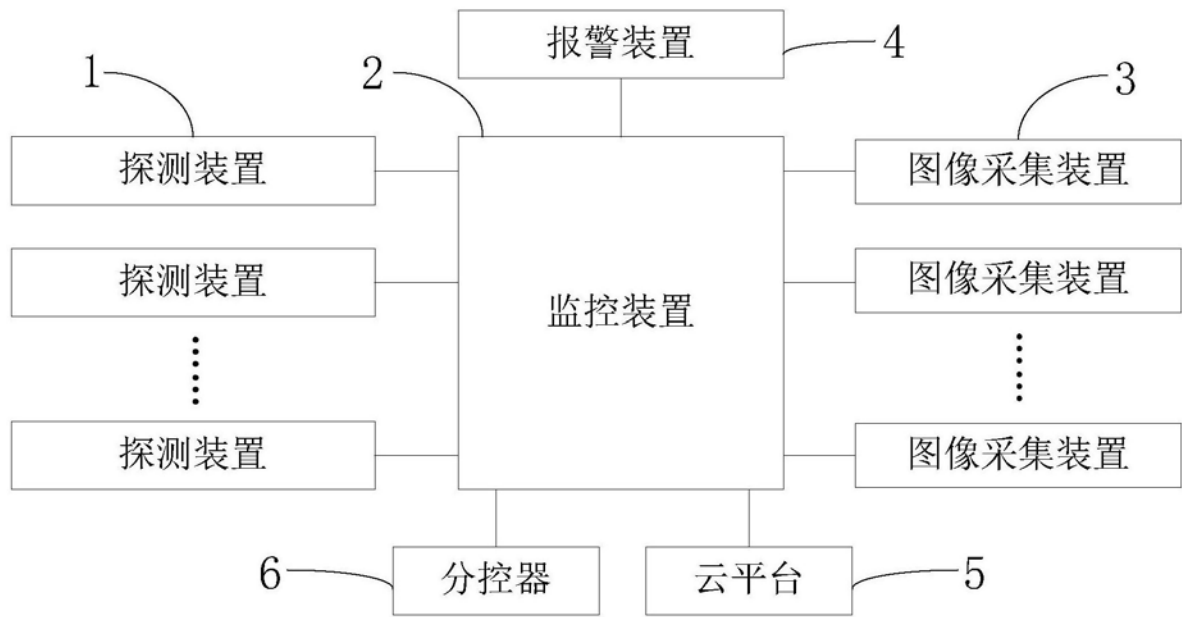 报警装置
4
1
2
3
探测装置
图像采集装置
探测装置
图像采集装置
监控装置
探测装置
图像采集装置
6
分控器
云平台
5